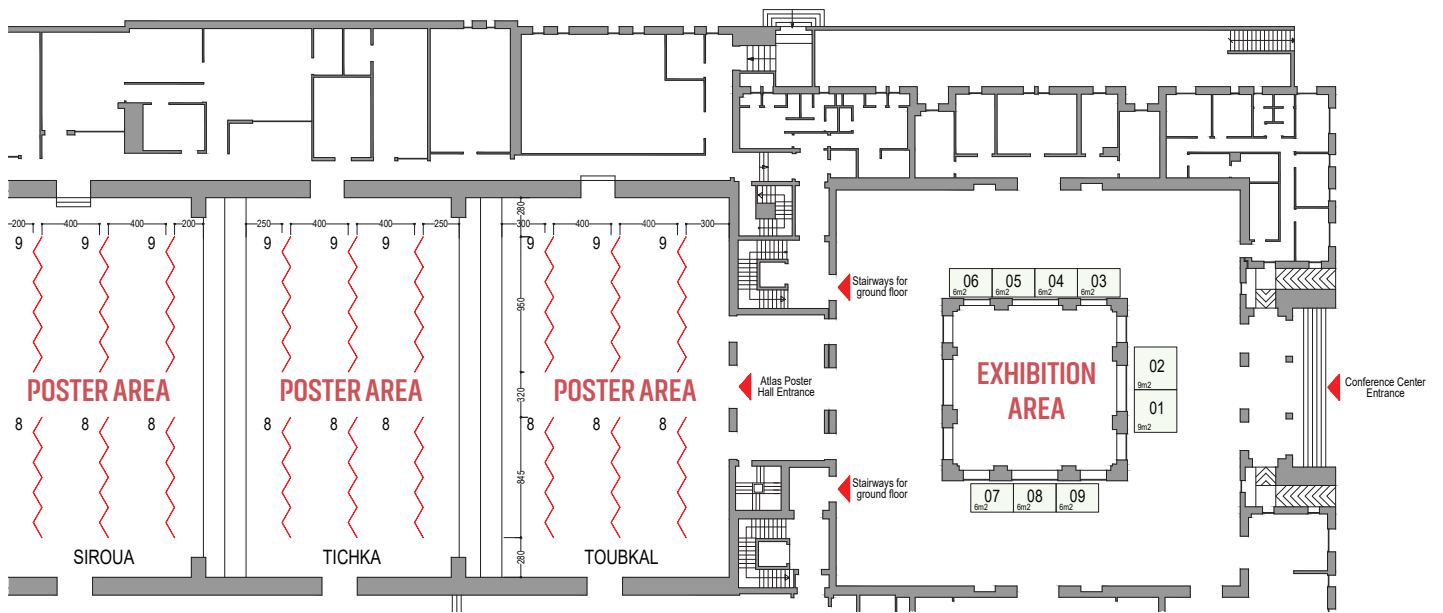 200
400
400
200
250
400
400
250
300
400
400
300
280
9
9
9
9
9
9
9
9
9
950
Stairways for
ground floor
06
6m2
05
6m2
04
6m2
03
6m2
POSTER AREA
POSTER AREA
POSTER AREA
320
Atlas Poster
Hall Entrance
EXHIBITION
AREA
02
9m2
01
9m2
Conference Center
Entrance
8
8
8
8
8
8
8
8
8
845
Stairways for
ground floor
07
6m2
08
6m2
09
6m2
SIROUA
TICHKA
TOUBKAL
280